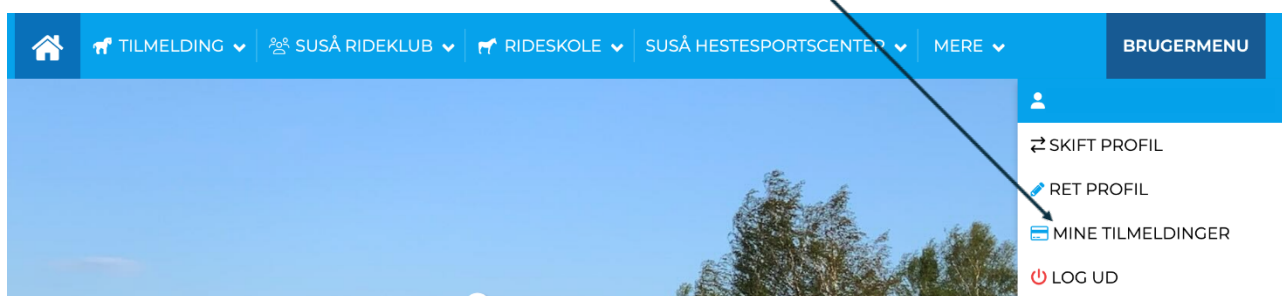 TILMELDING
SUSÅ RIDEKLUB
RIDESKOLE
SUSÅ HESTESPORTSCENTER
MERE
BRUGERMENU
SKIFT PROFIL
RET PROFIL
MINE TILMELDINGER
LOG UD